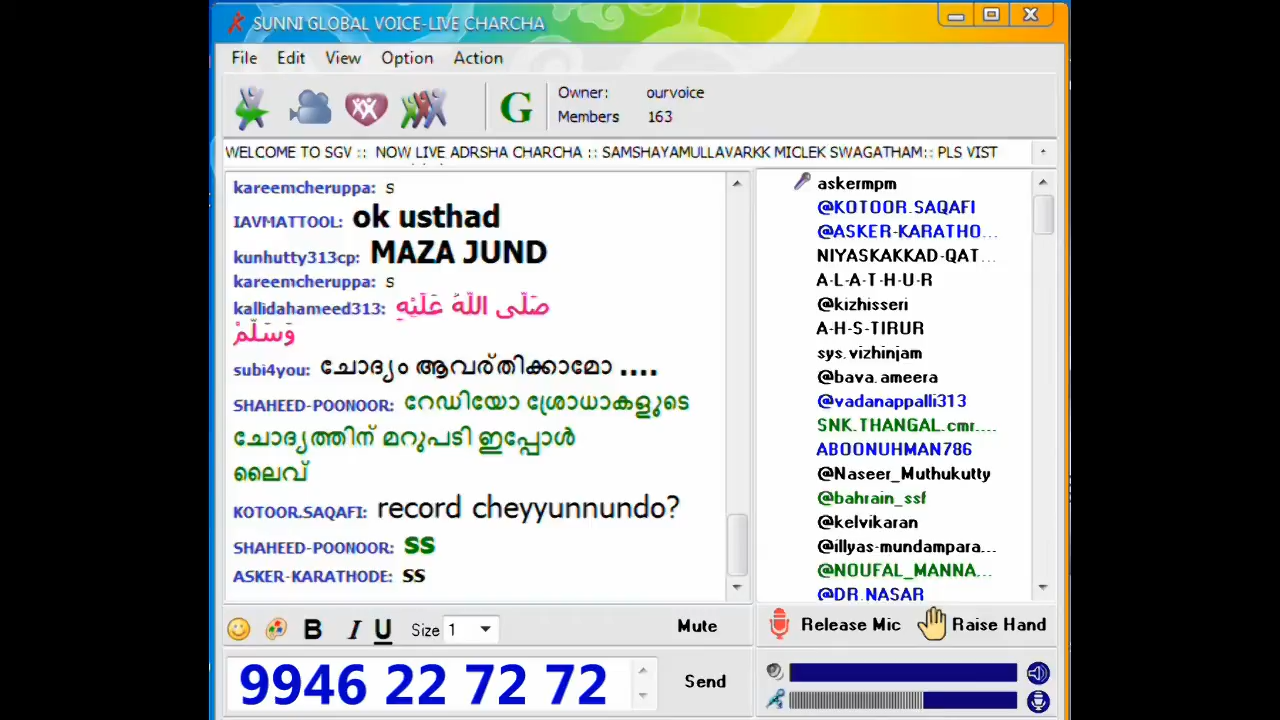 SUNNI GLOBAL VOICE-LIVE CHARCHA
File Edit View Option Action
G
Owner: ourvoice
Members 163
WELCOME TO SGV :: NOW LIVE ADRSHA CHARCHA :: SAMSHAYAMULLAVARKK MICLEK SWAGATHAM:: PLS VIST
kareemcheruppa: s
IAVMATTOOL: ok usthad
kunhutty313cp: MAZA JUND
kareemcheruppa: s
kallidahameed313: صَلَّى اللَّهُ عَلَيْهِ
وَسَلَّمْ
subi4you: ചോദ്യം ആവര്തിക്കാമോ ....
SHAHEED-POONOOR: റേഡിയോ ശ്രോധാകളുടെ
ചോദ്യത്തിന് മറുപടി ഇപ്പോള്‍
ലൈവ്
KOTOOR.SAQAFI: record cheyyunnundo?
SHAHEED-POONOOR: ss
ASKER-KARATHODE: ss
askermpm
@KOTOOR.SAQAFI
@ASKER-KARATHO...
NIYASKAKKAD-QAT...
A-L-A-T-H-U-R
@kizhisseri
A-H-S-TIRUR
sys.vizhinjam
@bava.ameera
@vadanappalli313
SNK.THANGAL.cmr....
ABOONUHMAN786
@Naseer_Muthukutty
@bahrain_ssf
@kelvikaran
@illyas-mundampara...
@NOUFAL_MANNA...
@DR.NASAR
B I U Size 1 Mute
Release Mic Raise Hand
9946 22 72 72
Send